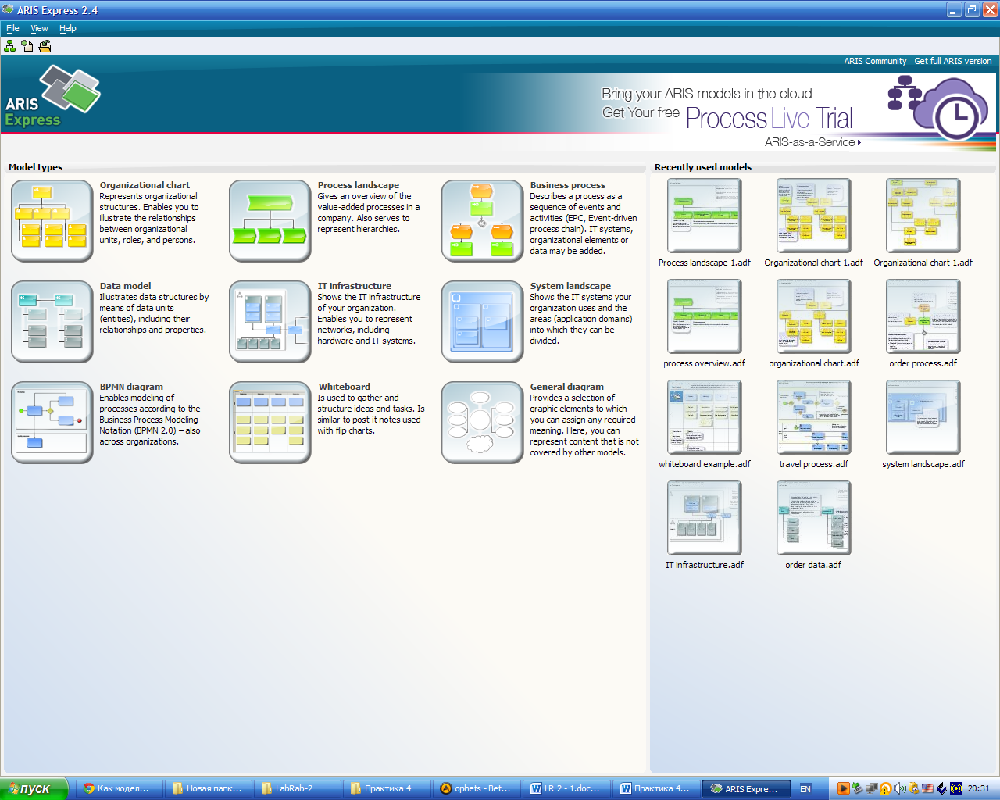 ARIS Express 2.4
File View Help
ARIS Community Get full ARIS version
ARIS
Express
Bring your ARIS models in the cloud
Get Your free Process Live Trial
ARIS-as-a-Service
Model types
Organizational chart
Represents organizational
structures. Enables you to
illustrate the relationships
between organizational
units, roles, and persons.
Process landscape
Gives an overview of the
value-added processes in a
company. Also serves to
represent hierarchies.
Business process
Describes a process as a
sequence of events and
activities (EPC, Event-driven
process chain). IT systems,
organizational elements or
data may be added.
Data model
Illustrates data structures by
means of data units
(entities), including their
relationships and properties.
IT infrastructure
Shows the IT infrastructure
of your organization.
Enables you to represent
networks, including
hardware and IT systems.
System landscape
Shows the IT systems your
organization uses and the
areas (application domains)
into which they can be
divided.
BPMN diagram
Enables modeling of
processes according to the
Business Process Modeling
Notation (BPMN 2.0) – also
across organizations.
Whiteboard
Is used to gather and
structure ideas and tasks. Is
similar to post-it notes used
with flip charts.
General diagram
Provides a selection of
graphic elements to which
you can assign any required
meaning. Here, you can
represent content that is not
covered by other models.
Recently used models
Process landscape 1.adf Organizational chart 1.adf Organizational chart 1.adf
process overview.adf organizational chart.adf order process.adf
whiteboard example.adf travel process.adf system landscape.adf
IT infrastructure.adf order data.adf
пуск Как модел... Новая папк... LabRab-2 Практика 4 ophets - Bet... LR 2 - 1.doc... Практика 4... ARIS Expre... EN 20:31